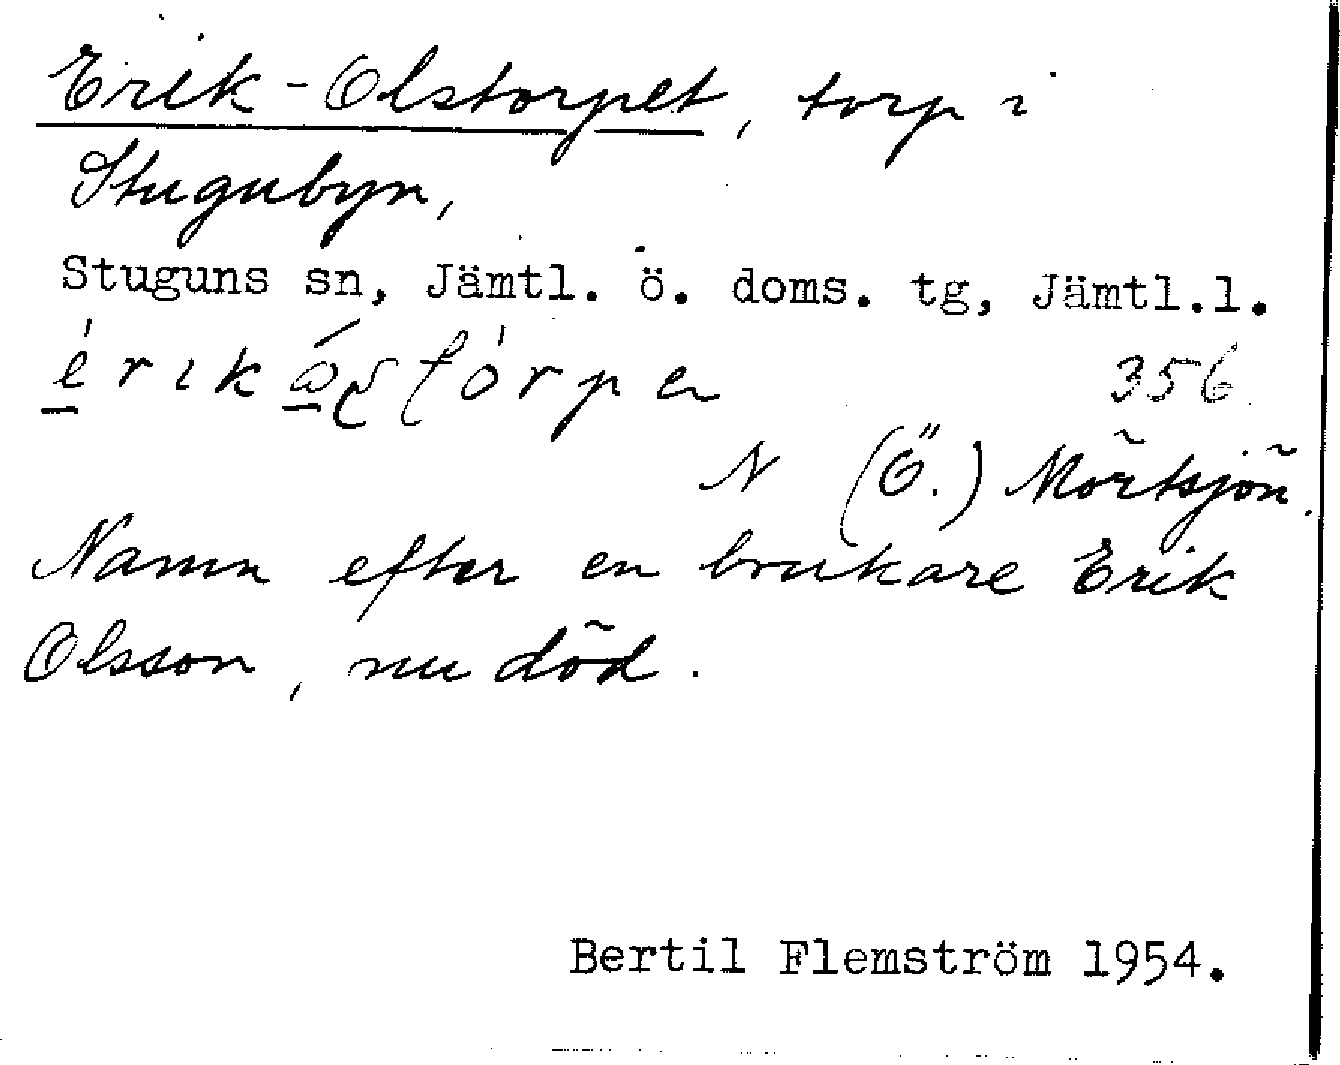 Erik-Olstorpet, torp i
Stugubyn,
Stuguns sn, Jämtl. ö. doms. tg, Jämtl.l.
356
N (Ö.) Mörtsjön.
Namn efter en brukare Erik
Olsson, nu död.
Bertil Flemström 1954.